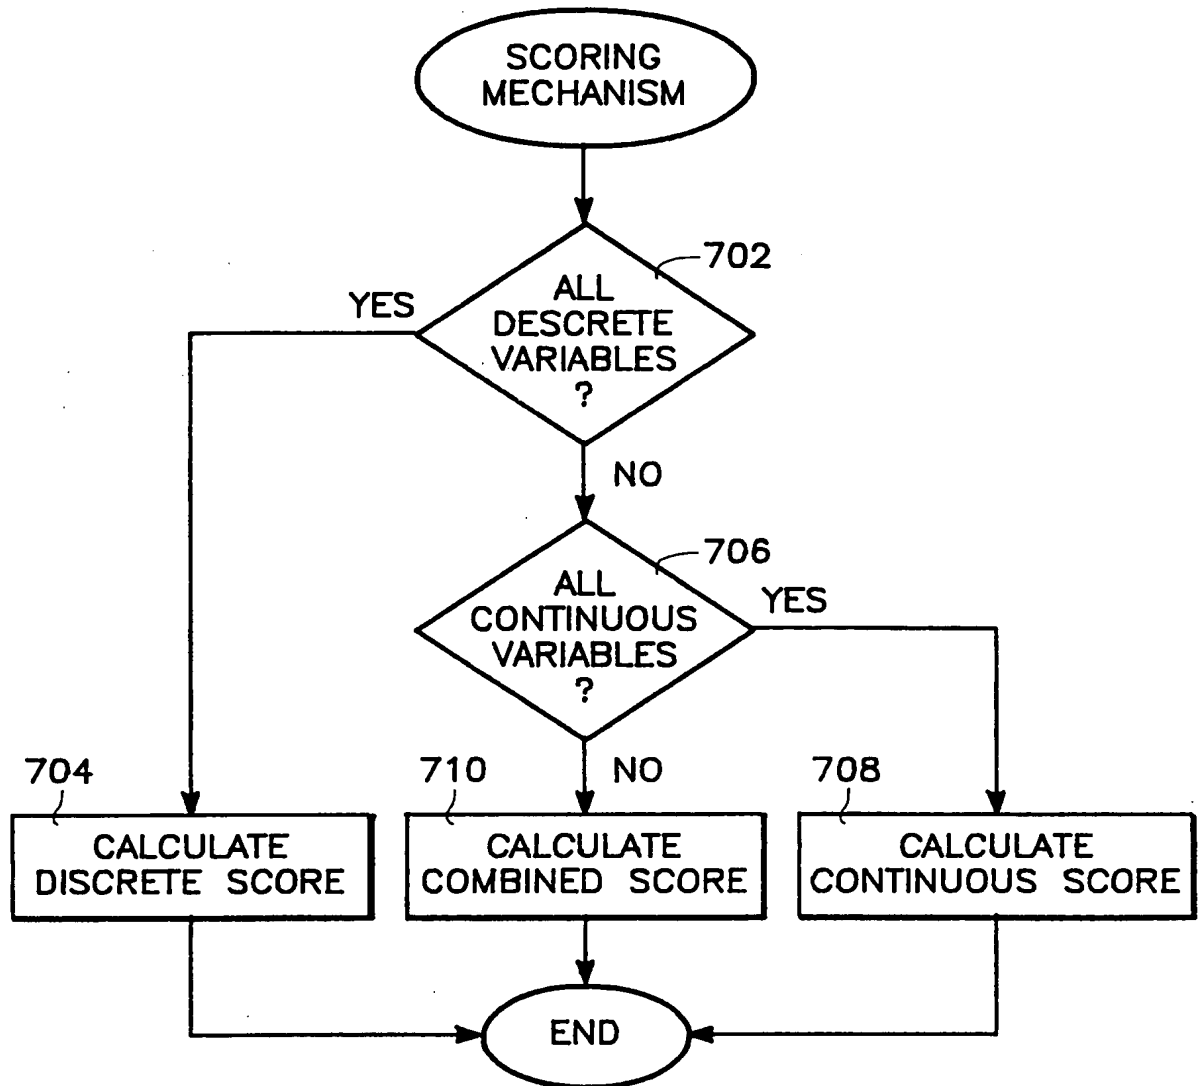 SCORING
MECHANISM
702
ALL
DESCRETE
VARIABLES
?
YES
NO
706
ALL
CONTINUOUS
VARIABLES
?
YES
NO
704
CALCULATE
DISCRETE SCORE
710
CALCULATE
COMBINED SCORE
708
CALCULATE
CONTINUOUS SCORE
END